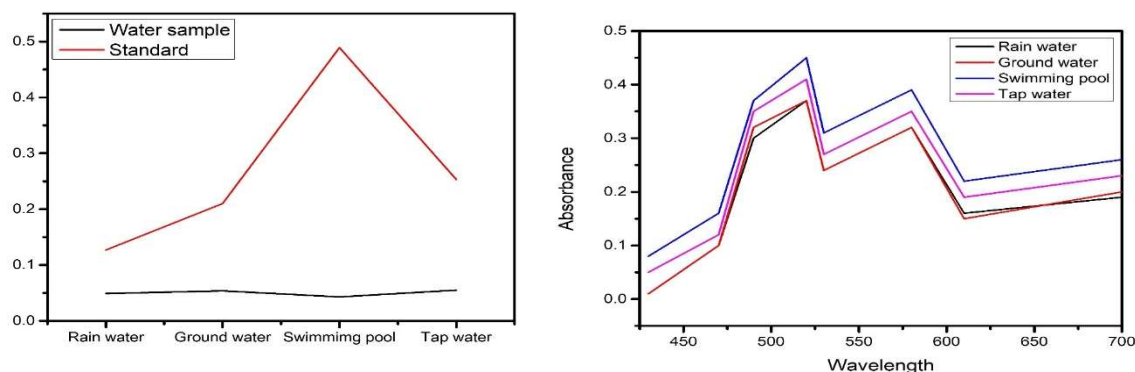 Water sample
Standard
0.5
0.4
0.3
0.2
0.1
0.0
Rain water Ground water Swimmimg pool Tap water
0.5
0.4
0.3
0.2
0.1
0.0
Absorbance
Rain water
Ground water
Swimming pool
Tap water
450 500 550 600 650 700
Wavelength